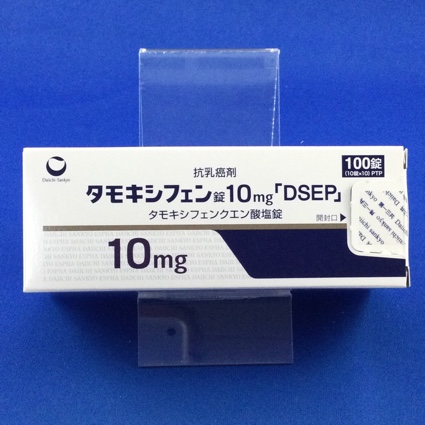 Daiichi-Sankyo
抗乳癌剤
タモキシフェン錠10mg「DSEP」
タモキシフェンクエン酸塩錠
100錠
(10錠×10) PTP
開封口▶
10mg